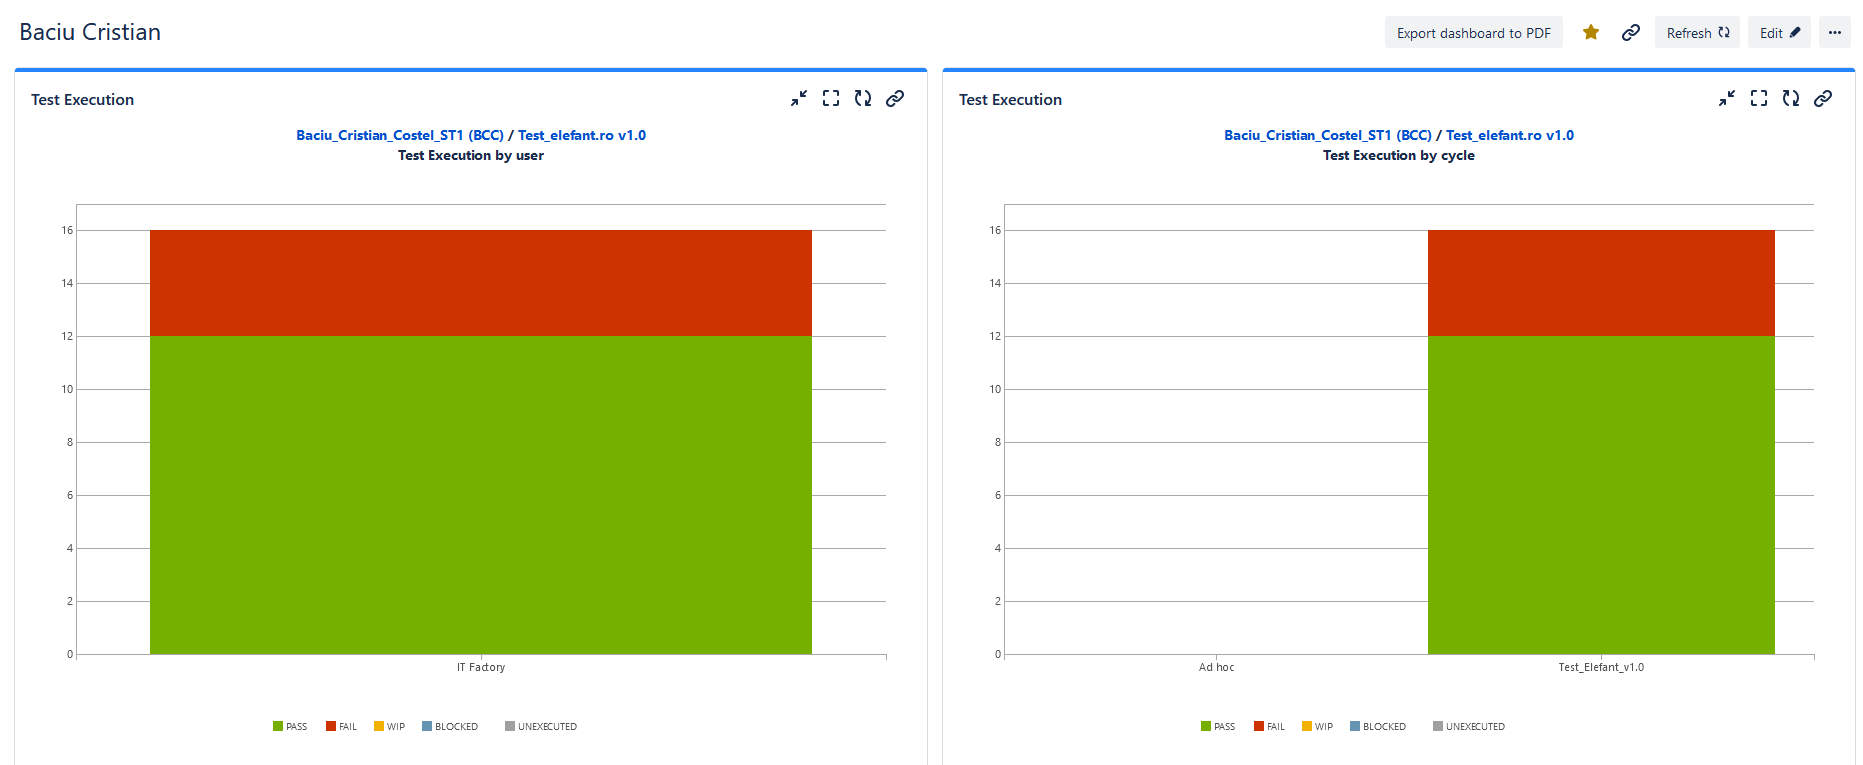 Baciu Cristian
Export dashboard to PDF
Refresh
Edit
Test Execution
Baciu_Cristian_Costel_ST1 (BCC) / Test_elefant.ro v1.0
Test Execution by user
16
14
12
10
8
6
4
2
0
IT Factory
PASS FAIL WIP BLOCKED UNEXECUTED
Test Execution
Baciu_Cristian_Costel_ST1 (BCC) / Test_elefant.ro v1.0
Test Execution by cycle
16
14
12
10
8
6
4
2
0
Ad hoc Test_Elefant_v1.0
PASS FAIL WIP BLOCKED UNEXECUTED